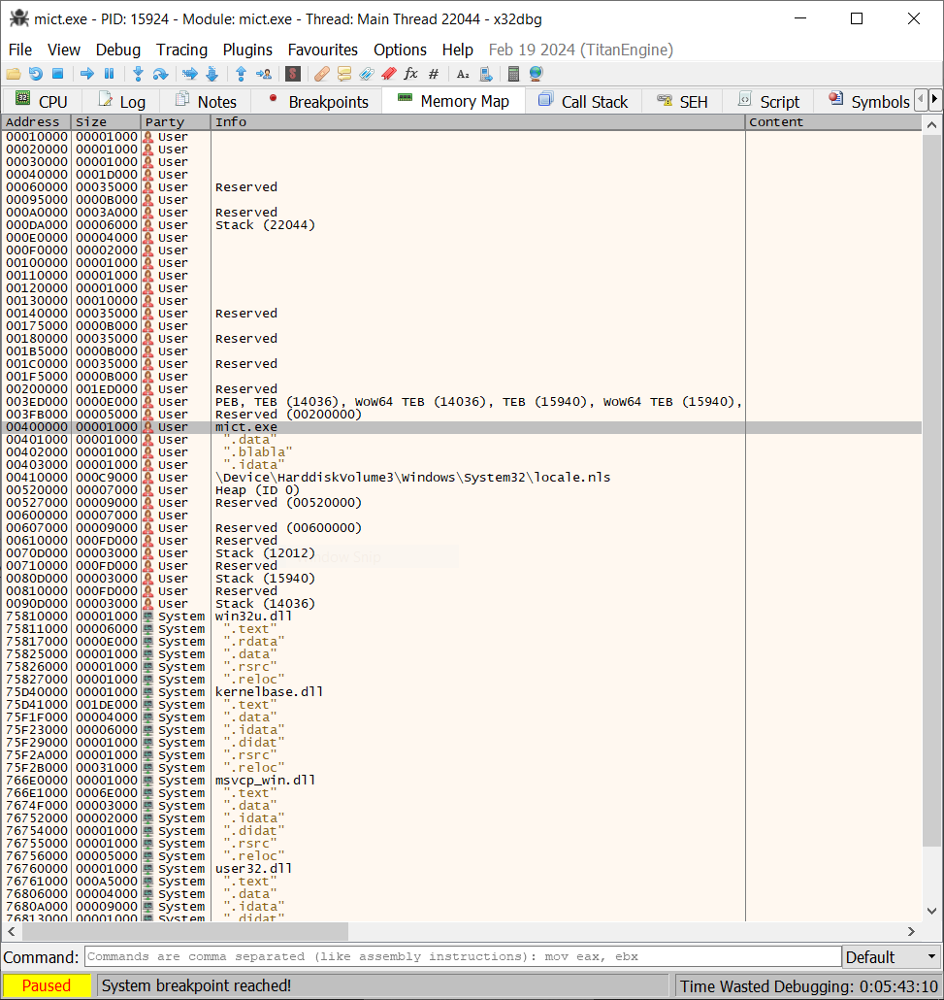 mict.exe - PID: 15924 - Module: mict.exe - Thread: Main Thread 22044 - x32dbg
File View Debug Tracing Plugins Favourites Options Help Feb 19 2024 (TitanEngine)
CPU Log Notes Breakpoints Memory Map Call Stack SEH Script Symbols
Address Size Party Info Content
00010000 00001000 User
00020000 00001000 User
00030000 00001000 User
00040000 0001D000 User
00060000 00035000 User Reserved
00095000 0000B000 User
000A0000 0003A000 User Reserved
000DA000 00006000 User Stack (22044)
000E0000 00004000 User
000F0000 00002000 User
00100000 00001000 User
00110000 00001000 User
00120000 00001000 User
00130000 00010000 User
00140000 00035000 User Reserved
00175000 0000B000 User
00180000 00035000 User Reserved
001B5000 0000B000 User
001C0000 00035000 User Reserved
001F5000 0000B000 User
00200000 001ED000 User Reserved
003ED000 0000E000 User PEB, TEB (14036), WoW64 TEB (14036), TEB (15940), WoW64 TEB (15940),
003FB000 00005000 User Reserved (00200000)
00400000 00001000 User mict.exe
00401000 00001000 User ".data"
00402000 00001000 User ".blabla"
00403000 00001000 User ".idata"
00410000 000C9000 User \Device\HarddiskVolume3\Windows\System32\locale.nls
00520000 00007000 User Heap (ID 0)
00527000 00009000 User Reserved (00520000)
00600000 00007000 User
00607000 00009000 User Reserved (00600000)
00610000 000FD000 User Reserved
0070D000 00003000 User Stack (12012)
00710000 000FD000 User Reserved
0080D000 00003000 User Stack (15940)
00810000 000FD000 User Reserved
0090D000 00003000 User Stack (14036)
75810000 00001000 System win32u.dll
75811000 00006000 System ".text"
75817000 0000E000 System ".rdata"
75825000 00001000 System ".data"
75826000 00001000 System ".rsrc"
75827000 00001000 System ".reloc"
75D40000 00001000 System kernelbase.dll
75D41000 001DE000 System ".text"
75F1F000 00004000 System ".data"
75F23000 00006000 System ".idata"
75F29000 00001000 System ".didat"
75F2A000 00001000 System ".rsrc"
75F2B000 00031000 System ".reloc"
766E0000 00001000 System msvcp_win.dll
766E1000 0006E000 System ".text"
7674F000 00003000 System ".data"
76752000 00002000 System ".idata"
76754000 00001000 System ".didat"
76755000 00001000 System ".rsrc"
76756000 00005000 System ".reloc"
76760000 00001000 System user32.dll
76761000 000A5000 System ".text"
76806000 00004000 System ".data"
7680A000 00009000 System ".idata"
76813000 00001000 System ".didat"
Command: Commands are comma separated (like assembly instructions): mov eax, ebx Default
Paused System breakpoint reached! Time Wasted Debugging: 0:05:43:10